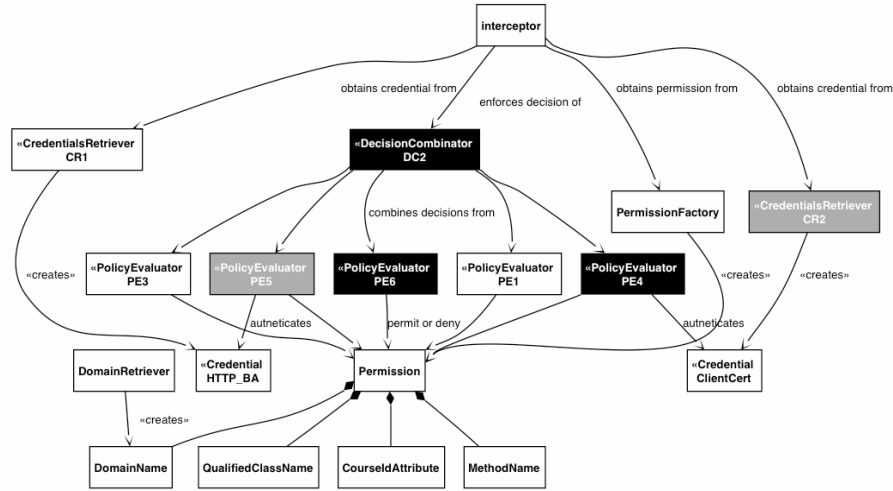 interceptor
obtains credential from
enforces decision of
obtains permission from
obtains credential from
«CredentialsRetriever
CR1
«DecisionCombinator
DC2
PermissionFactory
«CredentialsRetriever
CR2
combines decisions from
«PolicyEvaluator
PE3
«PolicyEvaluator
PE5
«PolicyEvaluator
PE6
«PolicyEvaluator
PE1
«PolicyEvaluator
PE4
«creates»
«creates»
«creates»
autneticates
permit or deny
autneticates
DomainRetriever
«Credential
HTTP_BA
Permission
«Credential
ClientCert
«creates»
DomainName
QualifiedClassName
CourseIdAttribute
MethodName